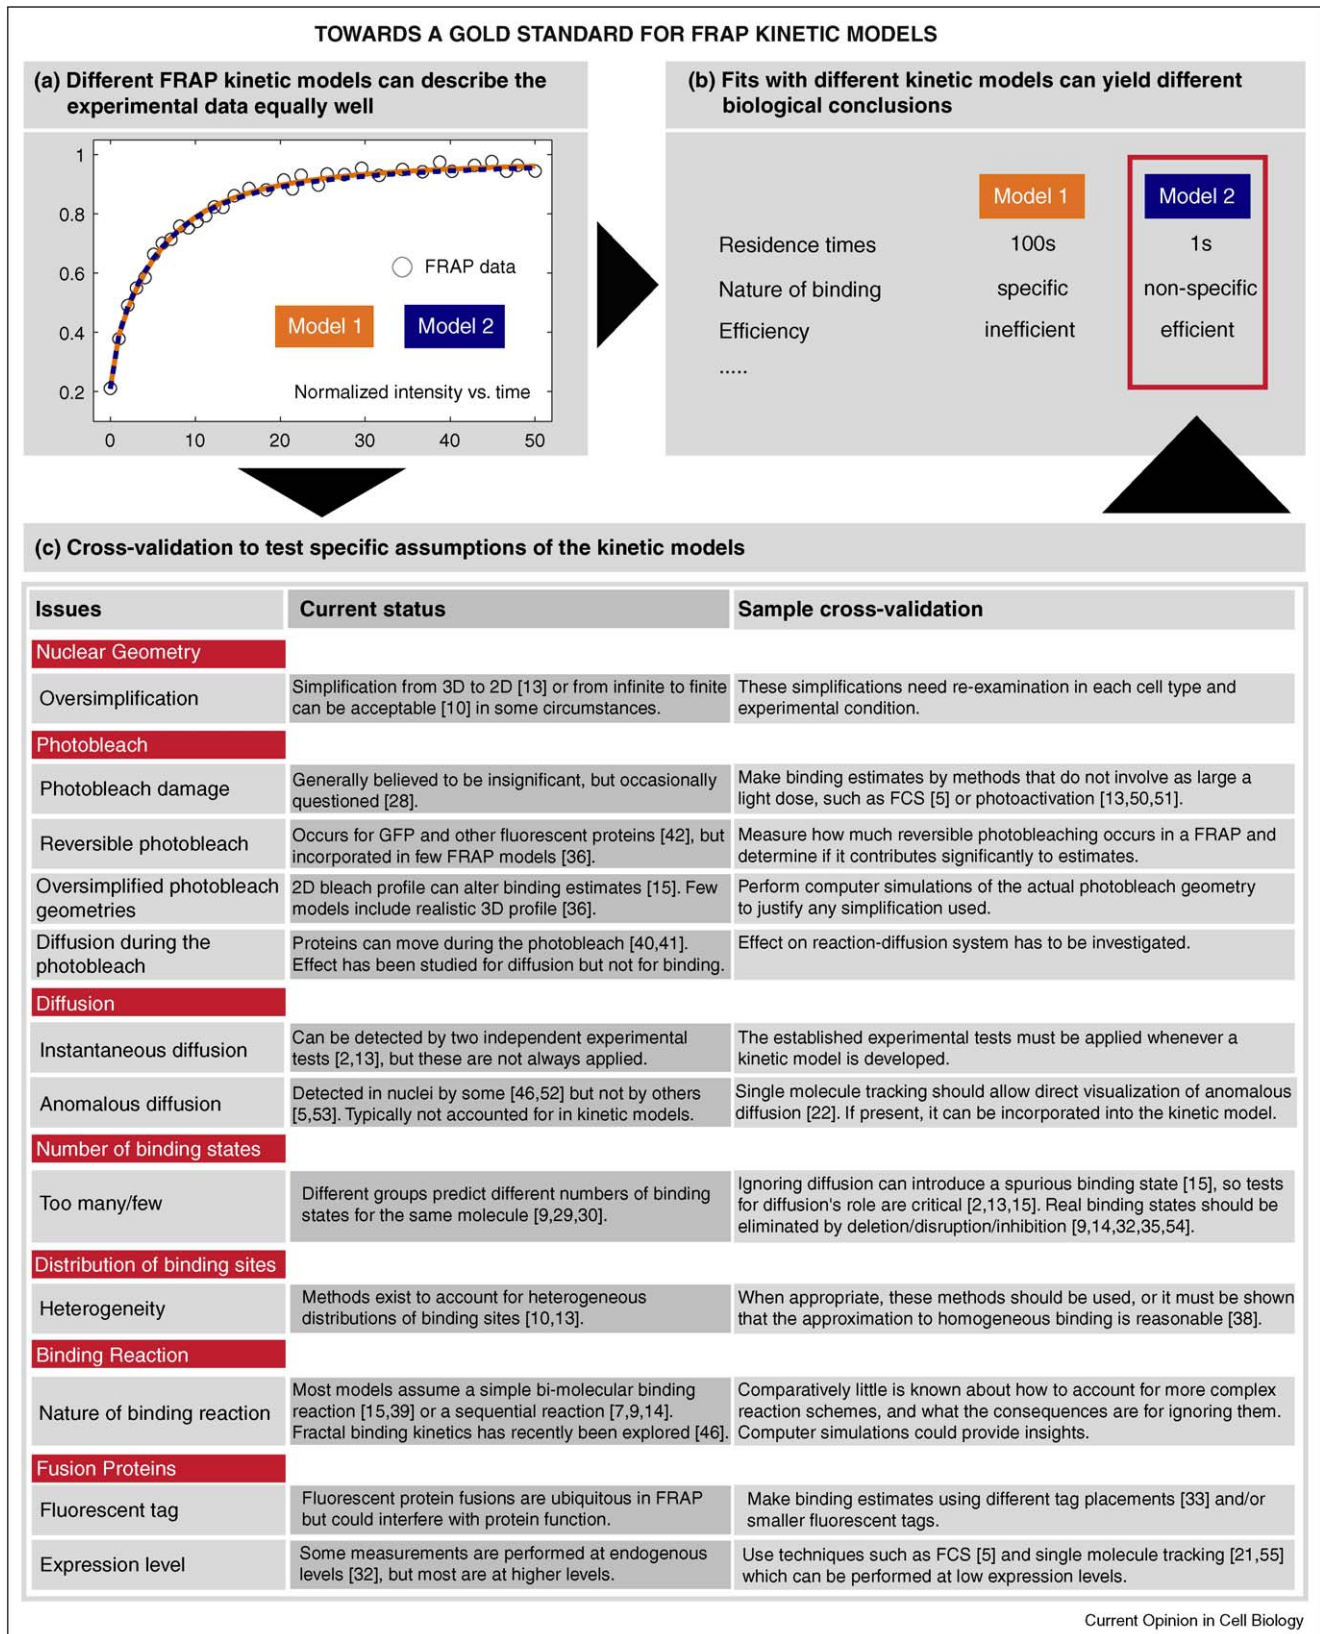 TOWARDS A GOLD STANDARD FOR FRAP KINETIC MODELS
(a) Different FRAP kinetic models can describe the
experimental data equally well
1
0.8
0.6
0.4
0.2
0
10
20
30
40
50
FRAP data
Model 1
Model 2
Normalized intensity vs. time
(b) Fits with different kinetic models can yield different
biological conclusions
Model 1
Model 2
Residence times
100s
1s
Nature of binding
specific
non-specific
Efficiency
inefficient
efficient
.....
(c) Cross-validation to test specific assumptions of the kinetic models
Issues
Current status
Sample cross-validation
Nuclear Geometry
Oversimplification
Simplification from 3D to 2D [13] or from infinite to finite
can be acceptable [10] in some circumstances.
These simplifications need re-examination in each cell type and
experimental condition.
Photobleach
Photobleach damage
Generally believed to be insignificant, but occasionally
questioned [28].
Make binding estimates by methods that do not involve as large a
light dose, such as FCS [5] or photoactivation [13,50,51].
Reversible photobleach
Occurs for GFP and other fluorescent proteins [42], but
incorporated in few FRAP models [36].
Measure how much reversible photobleaching occurs in a FRAP and
determine if it contributes significantly to estimates.
Oversimplified photobleach
geometries
2D bleach profile can alter binding estimates [15]. Few
models include realistic 3D profile [36].
Perform computer simulations of the actual photobleach geometry
to justify any simplification used.
Diffusion during the
photobleach
Proteins can move during the photobleach [40,41].
Effect has been studied for diffusion but not for binding.
Effect on reaction-diffusion system has to be investigated.
Diffusion
Instantaneous diffusion
Can be detected by two independent experimental
tests [2,13], but these are not always applied.
The established experimental tests must be applied whenever a
kinetic model is developed.
Anomalous diffusion
Detected in nuclei by some [46,52] but not by others
[5,53]. Typically not accounted for in kinetic models.
Single molecule tracking should allow direct visualization of anomalous
diffusion [22]. If present, it can be incorporated into the kinetic model.
Number of binding states
Too many/few
Different groups predict different numbers of binding
states for the same molecule [9,29,30].
Ignoring diffusion can introduce a spurious binding state [15], so tests
for diffusion's role are critical [2,13,15]. Real binding states should be
eliminated by deletion/disruption/inhibition [9,14,32,35,54].
Distribution of binding sites
Heterogeneity
Methods exist to account for heterogeneous
distributions of binding sites [10,13].
When appropriate, these methods should be used, or it must be shown
that the approximation to homogeneous binding is reasonable [38].
Binding Reaction
Nature of binding reaction
Most models assume a simple bi-molecular binding
reaction [15,39] or a sequential reaction [7,9,14].
Fractal binding kinetics has recently been explored [46].
Comparatively little is known about how to account for more complex
reaction schemes, and what the consequences are for ignoring them.
Computer simulations could provide insights.
Fusion Proteins
Fluorescent tag
Fluorescent protein fusions are ubiquitous in FRAP
but could interfere with protein function.
Make binding estimates using different tag placements [33] and/or
smaller fluorescent tags.
Expression level
Some measurements are performed at endogenous
levels [32], but most are at higher levels.
Use techniques such as FCS [5] and single molecule tracking [21,55]
which can be performed at low expression levels.
Current Opinion in Cell Biology